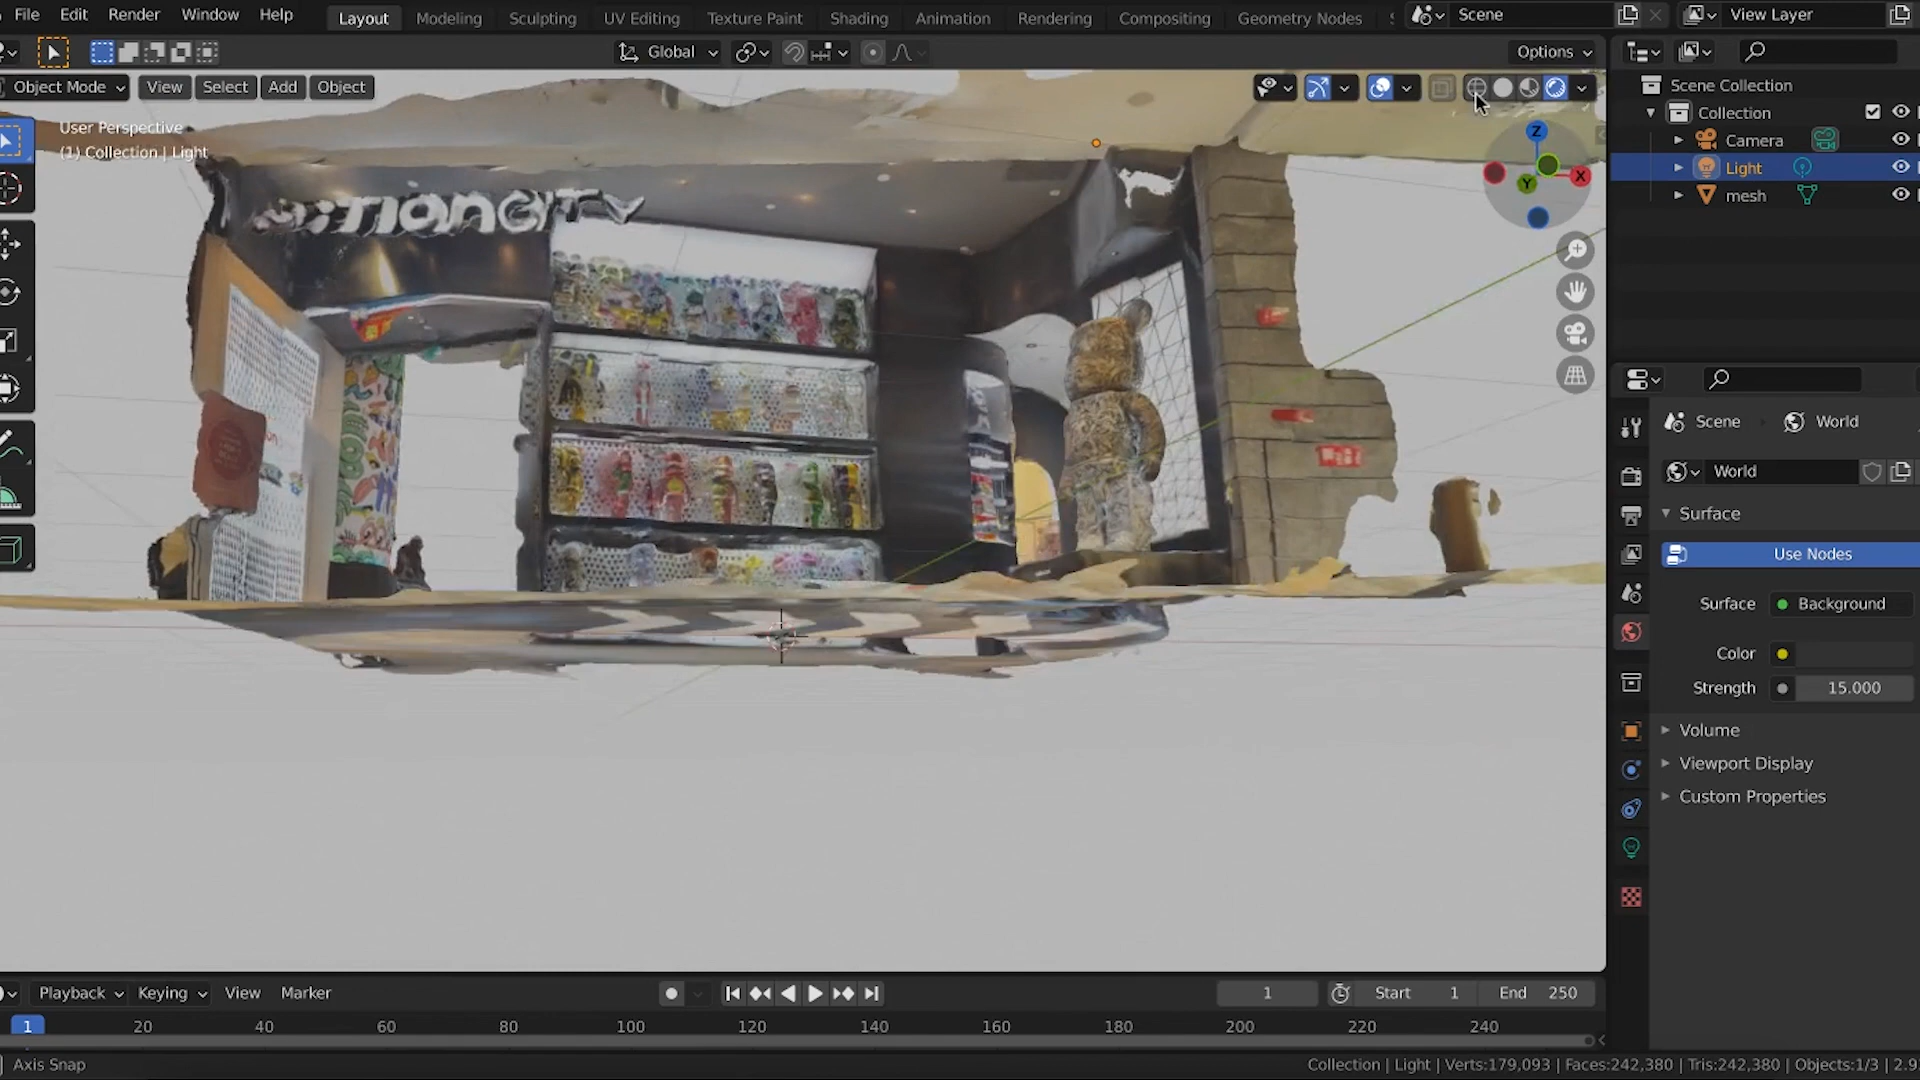 File Edit Render Window Help Layout Modeling Sculpting UV Editing Texture Paint Shading Animation Rendering Compositing Geometry Nodes Scene View Layer
Global Options
Object Mode View Select Add Object
User Perspective
(1) Collection | Light
Z
X
Y
Scene Collection
Collection
Camera
Light
mesh
Scene World
World
Surface
Use Nodes
Surface Background
Color
Strength 15.000
Volume
Viewport Display
Custom Properties
Playback Keying View Marker 1 Start 1 End 250
1 20 40 60 80 100 120 140 160 180 200 220 240
Axis Snap Collection | Light | Verts:179,093 | Faces:242,380 | Tris:242,380 | Objects:1/3 | 2.9